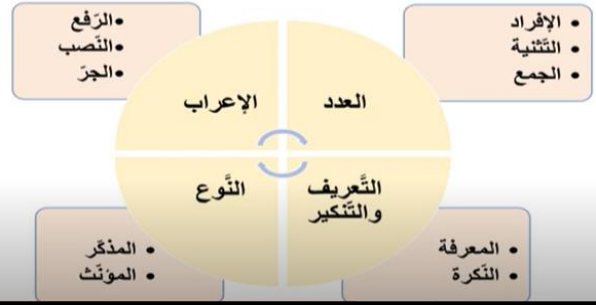 • الإفراد
• التَّثنية
• الجمع
•الرّفع
•النّصب
•الجرّ
العدد
الإعراب
التَّعريف
والتَّنكير
النَّوع
• المعرفة
• النّكرة
• المذكّر
• المؤنّث